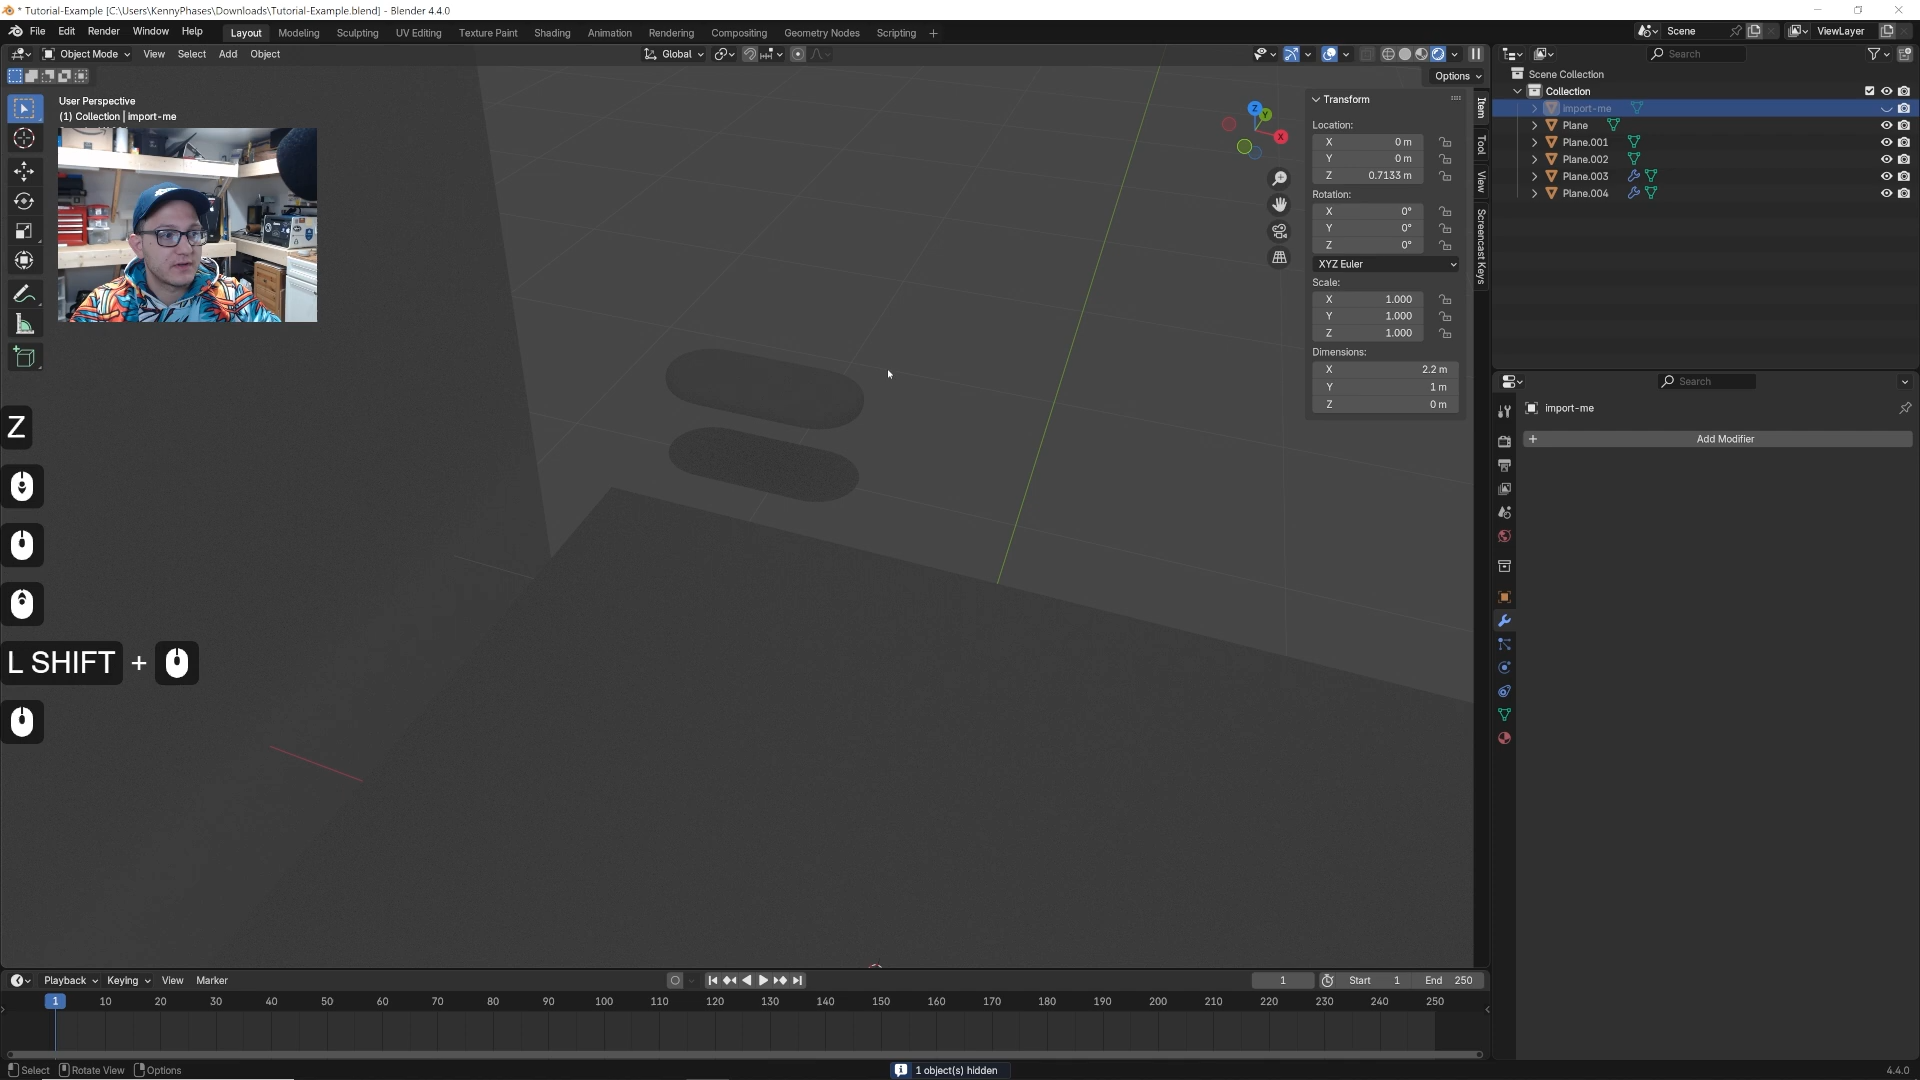 * Tutorial-Example [C:\Users\KennyPhases\Downloads\Tutorial-Example.blend] - Blender 4.4.0
File Edit Render Window Help Layout Modeling Sculpting UV Editing Texture Paint Shading Animation Rendering Compositing Geometry Nodes Scripting + Scene ViewLayer
Object Mode View Select Add Object Global Search
Options
User Perspective
(1) Collection | import-me
Z
L SHIFT +
Z
Y
X
Transform
Location:
X 0 m
Y 0 m
Z 0.7133 m
Rotation:
X 0°
Y 0°
Z 0°
XYZ Euler
Scale:
X 1.000
Y 1.000
Z 1.000
Dimensions:
X 2.2 m
Y 1 m
Z 0 m
Item
Tool
View
Screencast Keys
Scene Collection
Collection
import-me
Plane
Plane.001
Plane.002
Plane.003
Plane.004
Search
import-me
+ Add Modifier
Playback Keying View Marker 1 Start 1 End 250
1 10 20 30 40 50 60 70 80 90 100 110 120 130 140 150 160 170 180 190 200 210 220 230 240 250
Select Rotate View Options 1 object(s) hidden 4.4.0